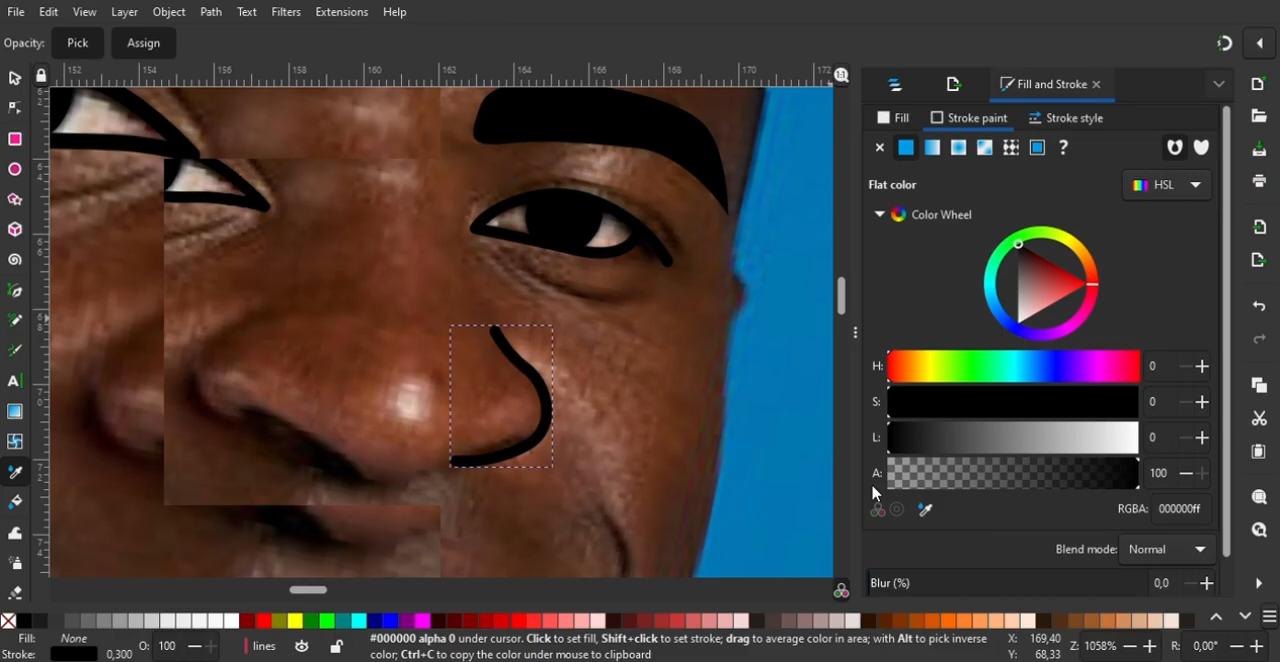 File Edit View Layer Object Path Text Filters Extensions Help
Opacity: Pick Assign
152 154 156 158 160 162 164 166 168 170 172
1:1
Fill and Stroke
Fill Stroke paint Stroke style
?
Flat color HSL
Color Wheel
H: 0
S: 0
L: 0
A: 100
RGBA: 000000ff
Blend mode: Normal
Blur (%) 0,0
Fill: None
Stroke: 0,300
O: 100
lines
#000000 alpha 0 under cursor. Click to set fill, Shift+click to set stroke; drag to average color in area; with Alt to pick inverse
color; Ctrl+C to copy the color under mouse to clipboard
X: 169,40
Y: 68,33
Z: 1058%
R: 0,00°